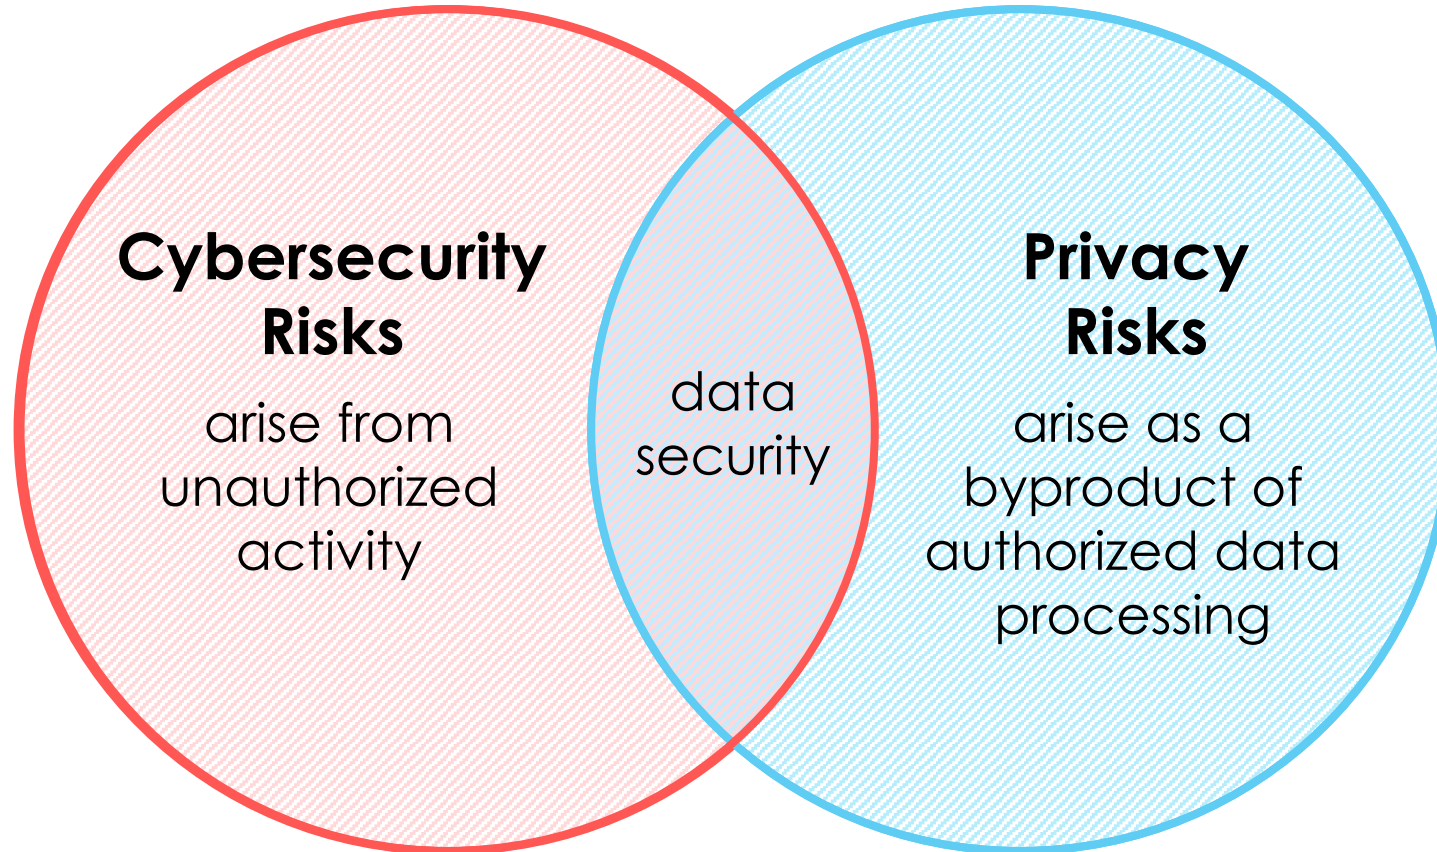 Cybersecurity
Risks
arise from
unauthorized
activity
data
security
Privacy
Risks
arise as a
byproduct of
authorized data
processing